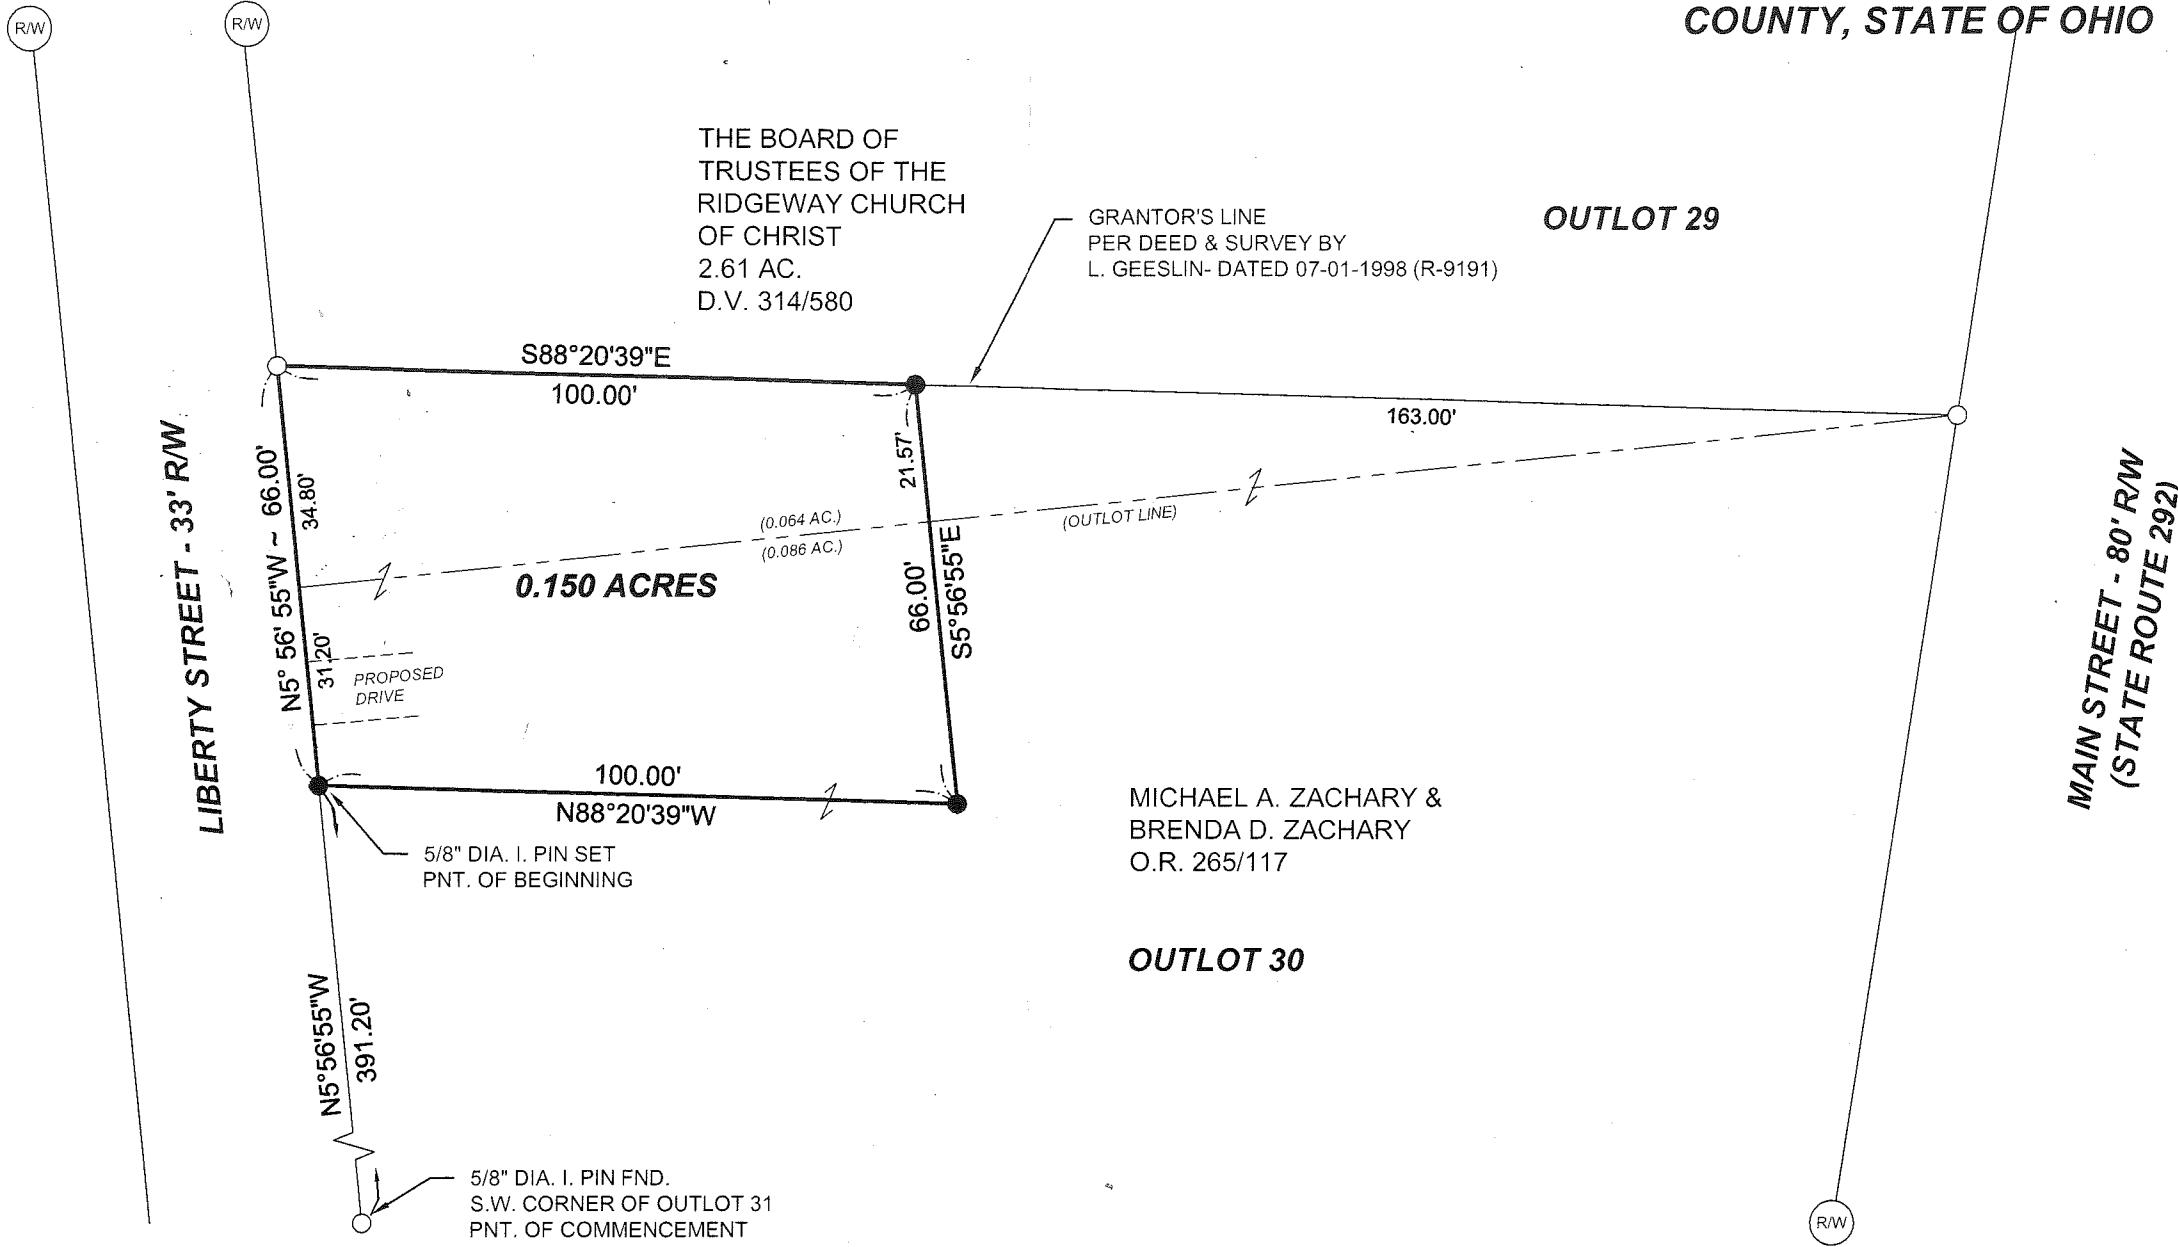 R/W
R/W
COUNTY, STATE OF OHIO
THE BOARD OF
TRUSTEES OF THE
RIDGEWAY CHURCH
OF CHRIST
2.61 AC.
D.V. 314/580
GRANTOR'S LINE
PER DEED & SURVEY BY
L. GEESLIN- DATED 07-01-1998 (R-9191)
OUTLOT 29
S88°20'39"E
100.00'
163.00'
LIBERTY STREET - 33' R/W
N5° 56' 55"W ~ 66.00'
34.80'
31.20'
21.57'
66.00'
S5°56'55"E
(0.064 AC.)
(0.086 AC.)
(OUTLOT LINE)
0.150 ACRES
PROPOSED
DRIVE
MAIN STREET - 80' R/W
(STATE ROUTE 292)
100.00'
N88°20'39"W
5/8" DIA. I. PIN SET
PNT. OF BEGINNING
MICHAEL A. ZACHARY &
BRENDA D. ZACHARY
O.R. 265/117
OUTLOT 30
N5°56'55"W
391.20'
5/8" DIA. I. PIN FND.
S.W. CORNER OF OUTLOT 31
PNT. OF COMMENCEMENT
R/W